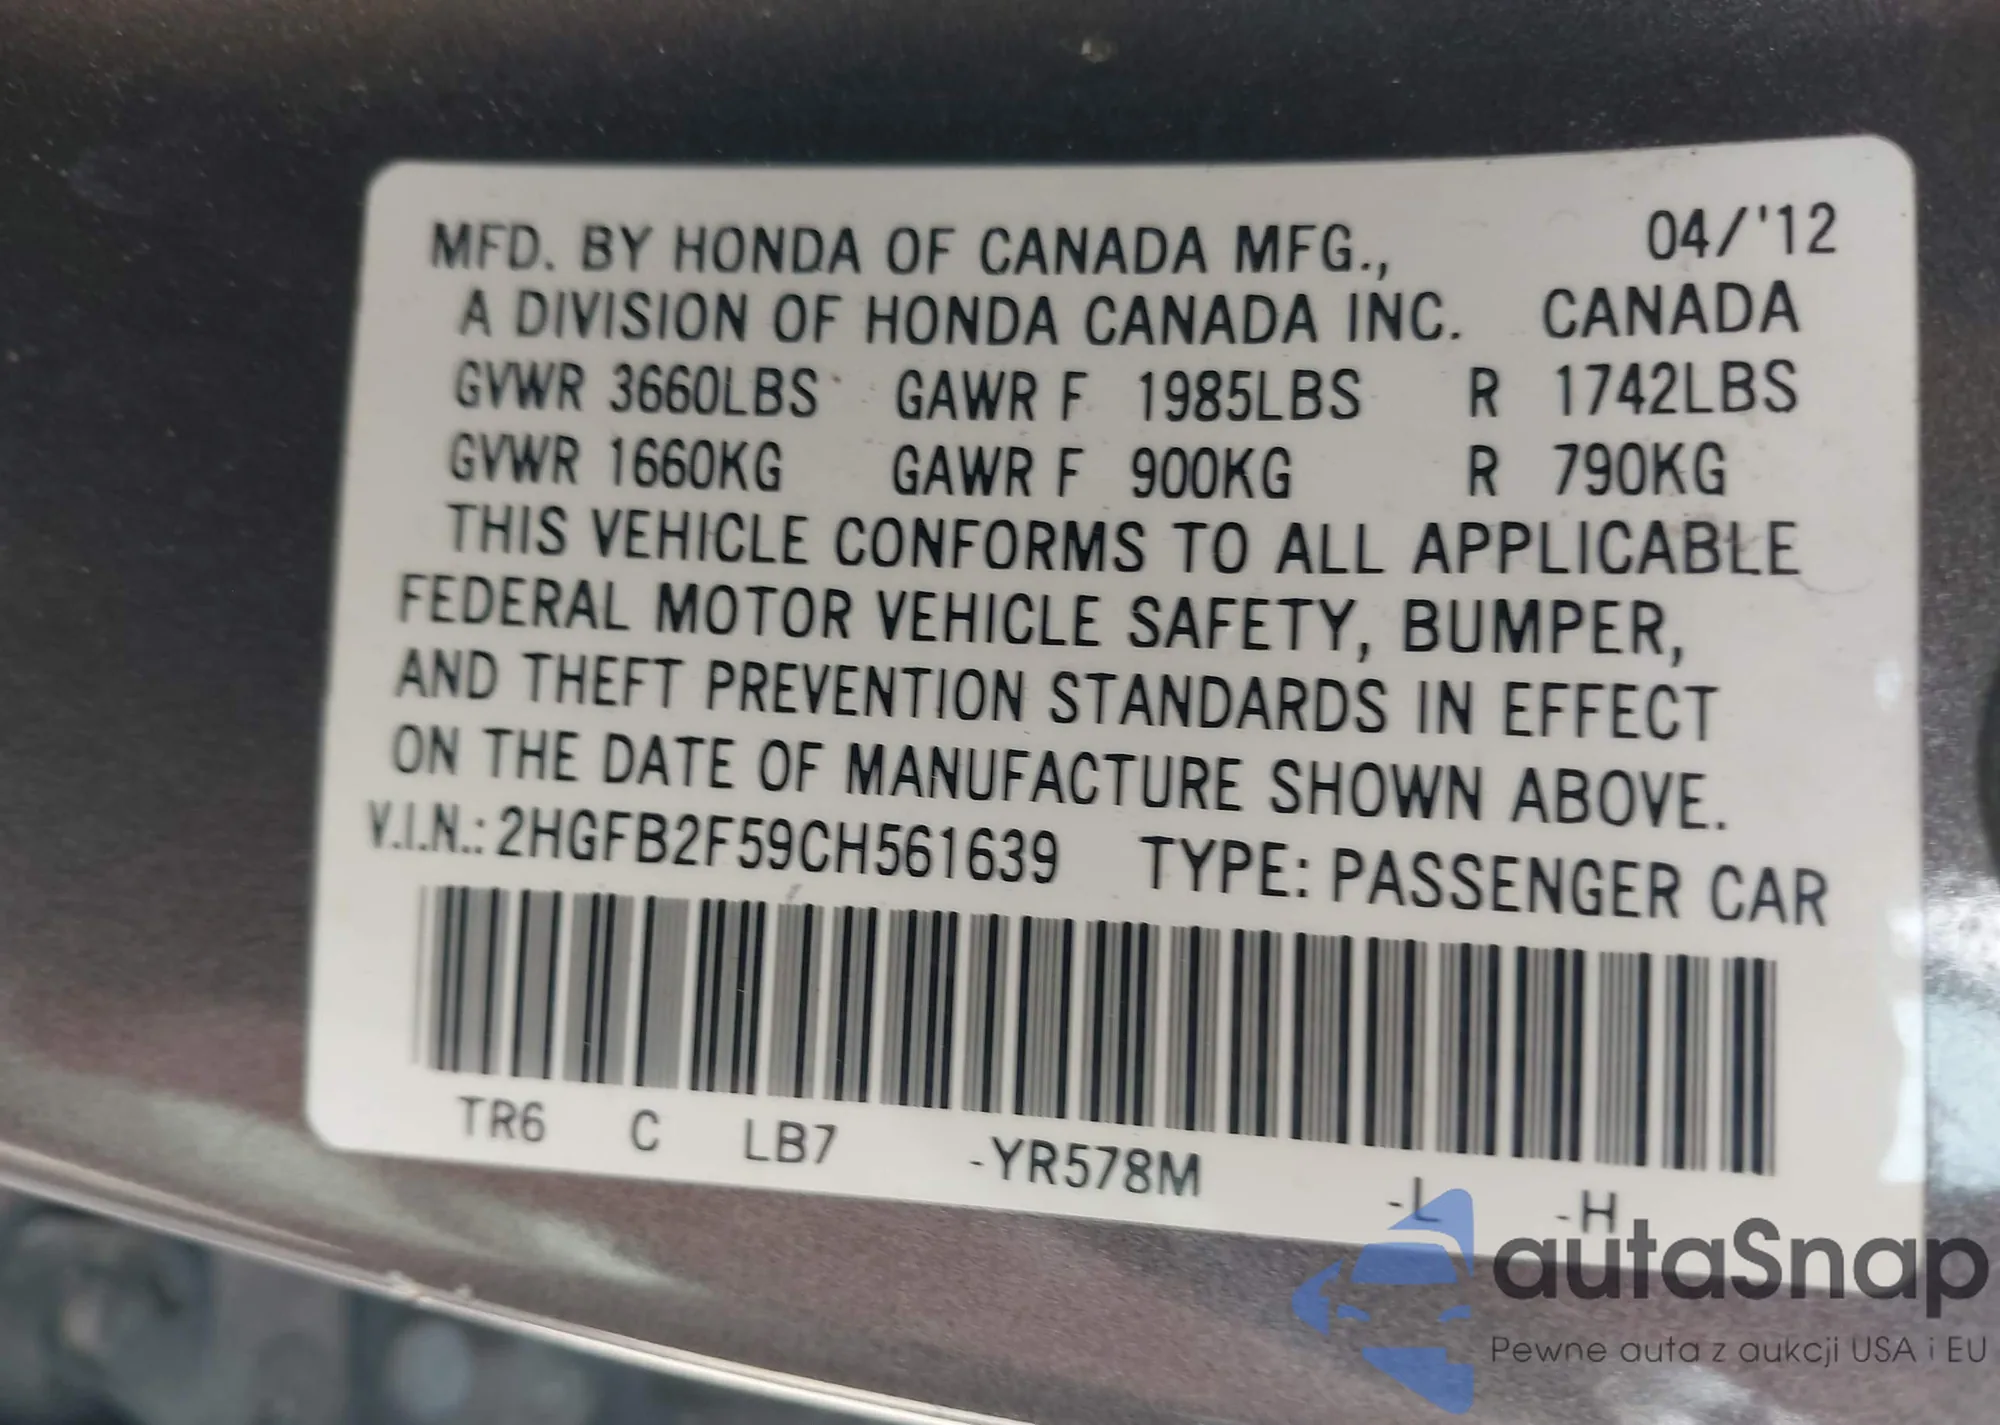 MFD. BY HONDA OF CANADA MFG., 04/'12
A DIVISION OF HONDA CANADA INC. CANADA
GVWR 3660LBS GAWR F 1985LBS R 1742LBS
GVWR 1660KG GAWR F 900KG R 790KG
THIS VEHICLE CONFORMS TO ALL APPLICABLE
FEDERAL MOTOR VEHICLE SAFETY, BUMPER,
AND THEFT PREVENTION STANDARDS IN EFFECT
ON THE DATE OF MANUFACTURE SHOWN ABOVE.
V.I.N.: 2HGFB2F59CH561639 TYPE: PASSENGER CAR
TR6 C LB7 -YR578M -L -H
autaSnap
Pewne auta z aukcji USA i EU